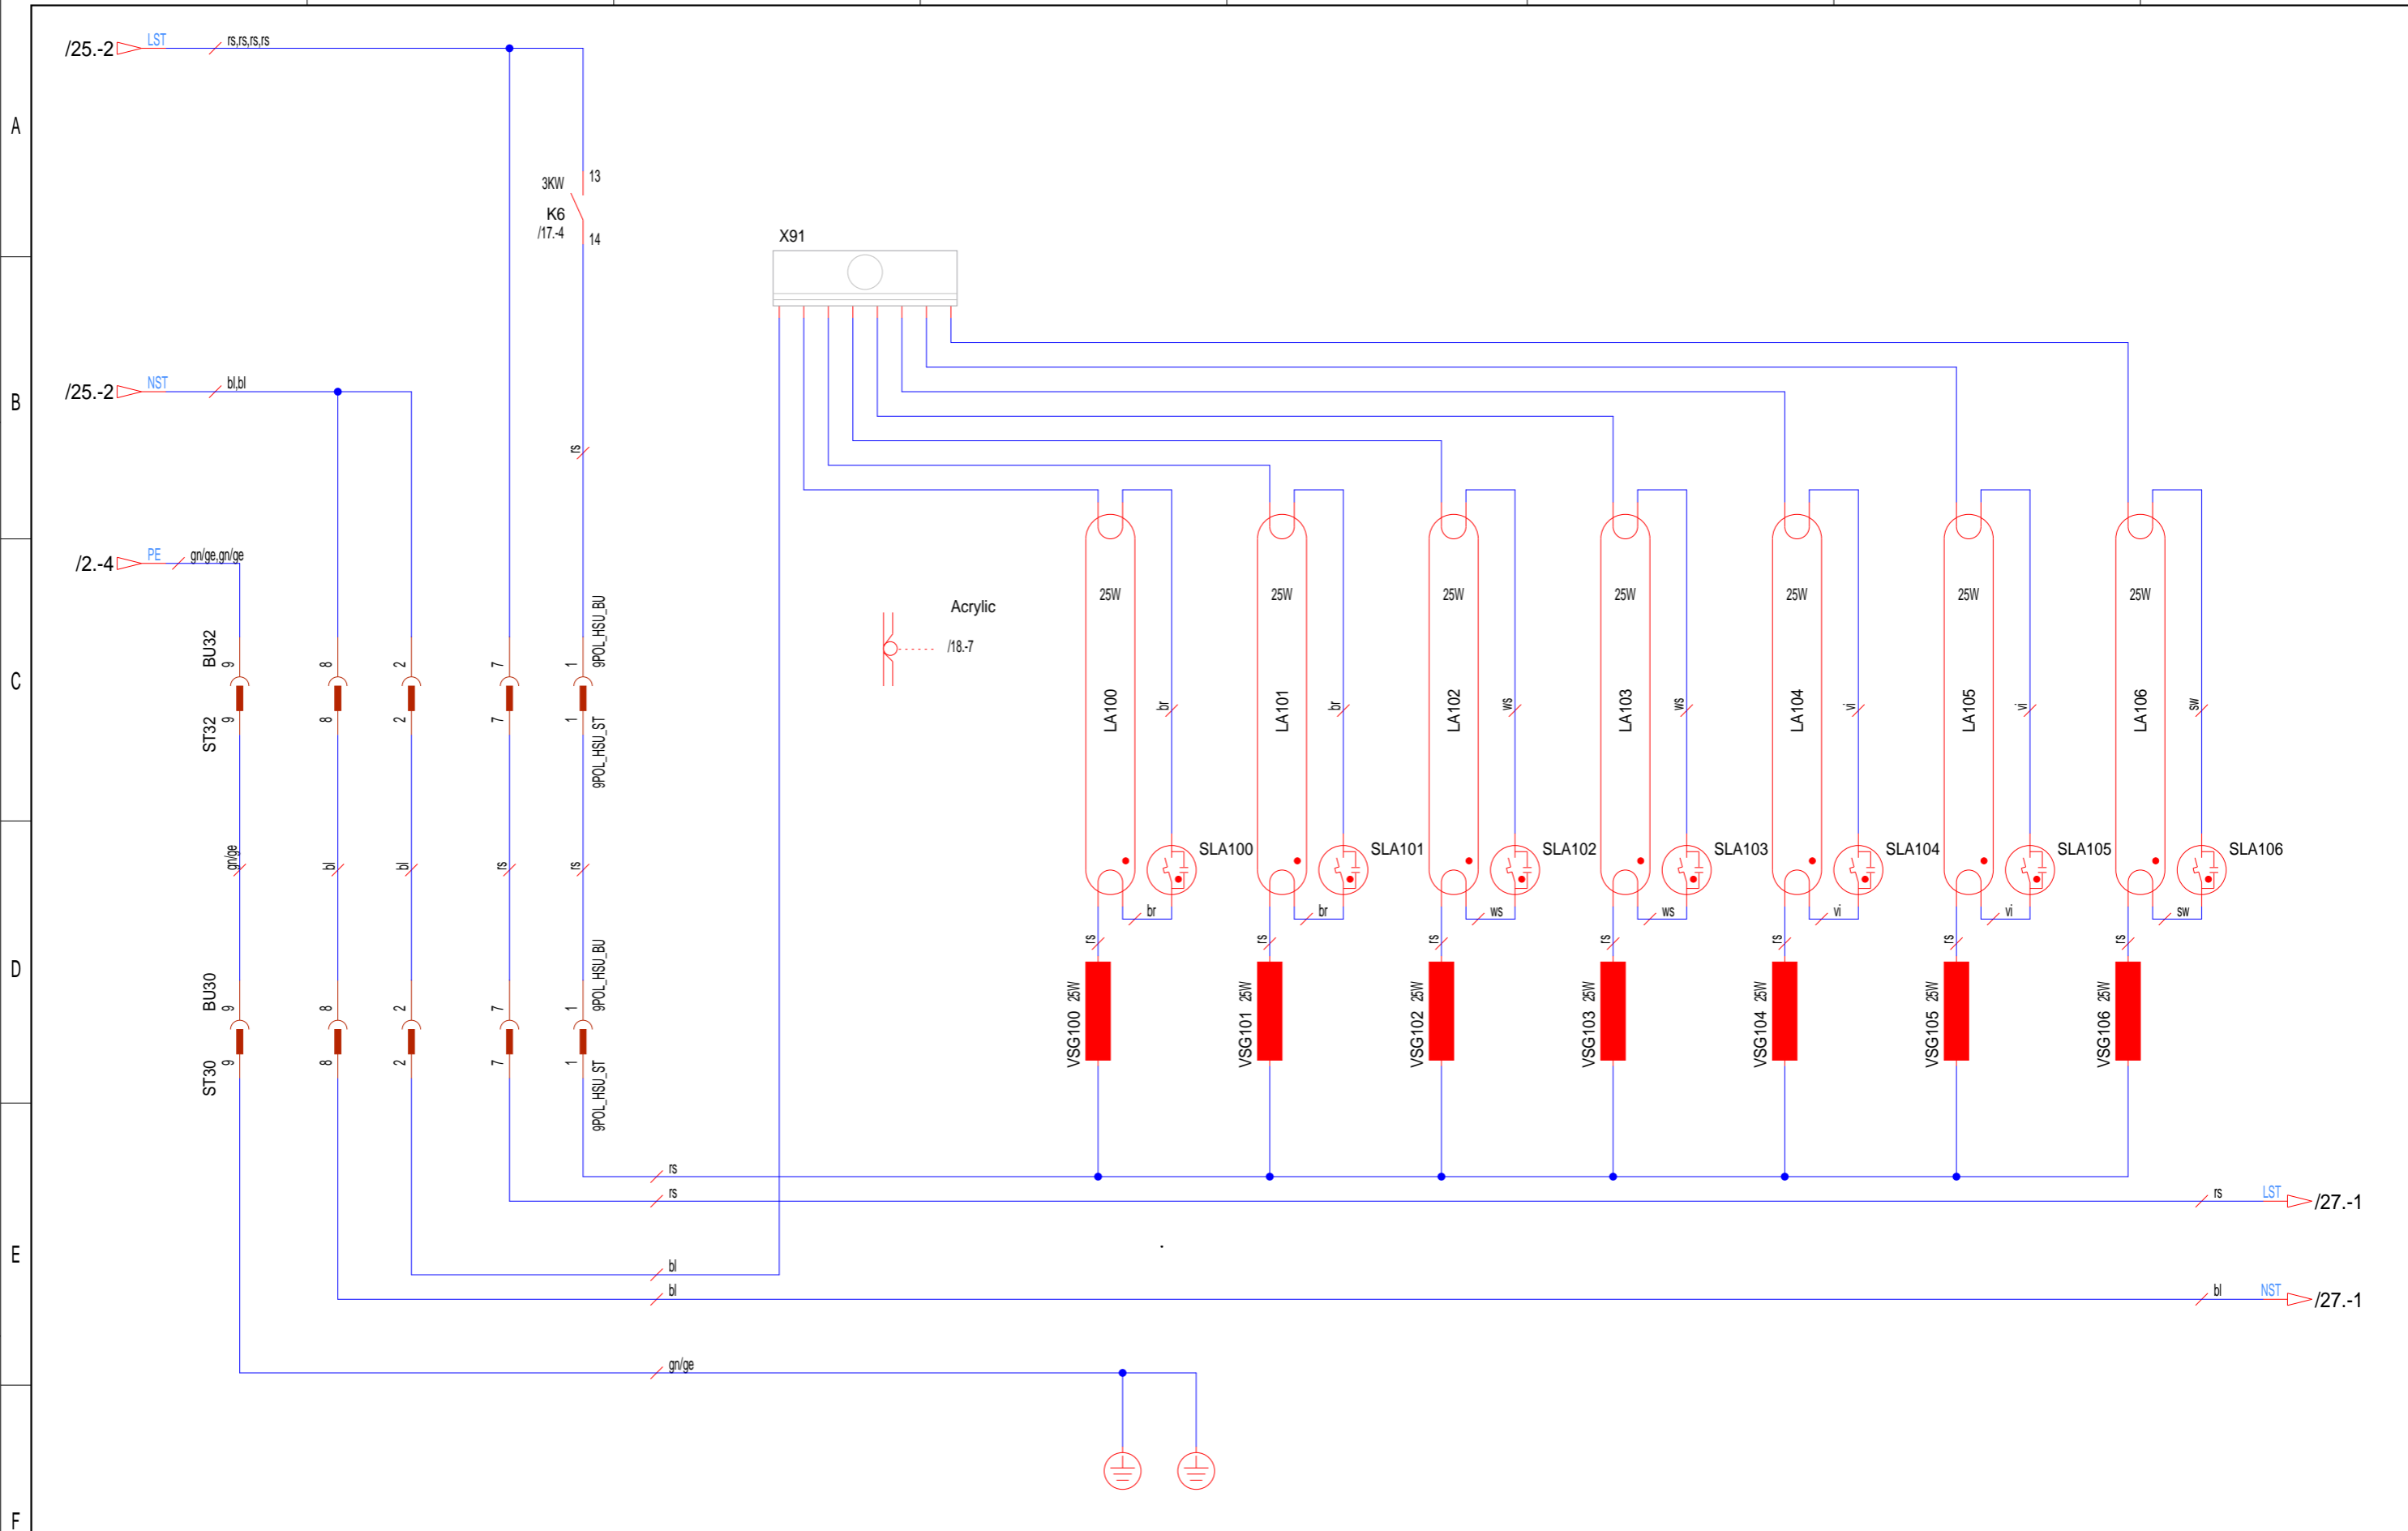 /25.-2 LST rs,rs,rs,rs
A
3KW 13
K6
/17.-4 14
X91
/25.-2 NST bl,bl
B
rs
/2.-4 PE gn/ge,gn/ge
Acrylic
/18.-7
25W 25W 25W 25W 25W 25W 25W
BU32 9 8 2 7 1 9POL_HSU_BU
C
LA100 br LA101 br LA102 ws LA103 ws LA104 vi LA105 vi LA106 sw
ST32 9 8 2 7 1 9POL_HSU_ST
SLA100 SLA101 SLA102 SLA103 SLA104 SLA105 SLA106
gn/ge bl bl rs rs
br br ws ws vi vi sw
rs rs rs rs rs rs rs
D
BU30 9 8 2 7 1 9POL_HSU_BU
VSG100 25W VSG101 25W VSG102 25W VSG103 25W VSG104 25W VSG105 25W VSG106 25W
ST30 9 8 2 7 1 9POL_HSU_ST
rs
rs rs LST /27.-1
E
bl
bl bl NST /27.-1
gn/ge
F